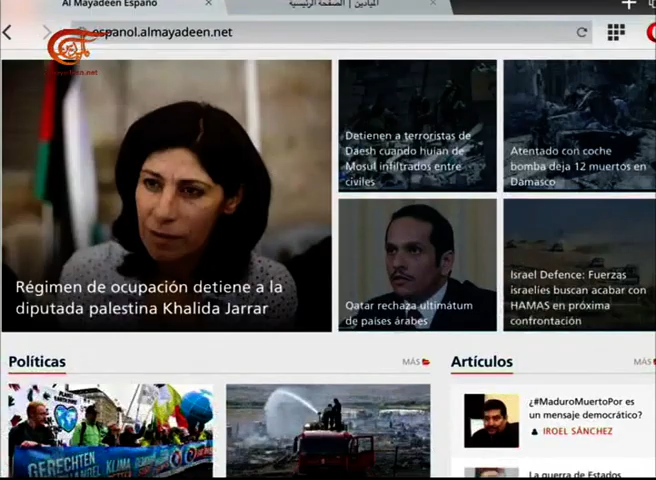 Al Mayadeen Españo
الميادين | الصفحة الرئيسية
espanol.almayadeen.net
Régimen de ocupación detiene a la
diputada palestina Khalida Jarrar
Detienen a terroristas de
Daesh cuando huían de
Mosul infiltrados entre
civiles
Atentado con coche
bomba deja 12 muertos en
Damasco
Qatar rechaza ultimátum
de países árabes
Israel Defence: Fuerzas
israelíes buscan acabar con
HAMAS en próxima
confrontación
Políticas
MÁS
Artículos
MÁS
GERECHTEN
HANDEL KLIMA
¿#MaduroMuertoPor es
un mensaje democrático?
IROEL SÁNCHEZ
La guerra de Estados